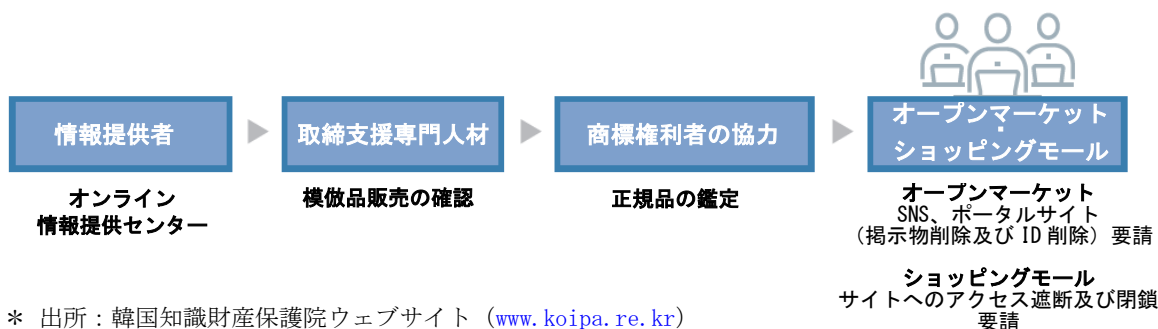 情報提供者
オンライン
情報提供センター
取締支援専門人材
模倣品販売の確認
商標権利者の協力
正規品の鑑定
オープンマーケット
・
ショッピングモール
オープンマーケット
SNS、ポータルサイト
（掲示物削除及び ID 削除）要請
ショッピングモール
サイトへのアクセス遮断及び閉鎖
要請
* 出所：韓国知識財産保護院ウェブサイト（www.koipa.re.kr）